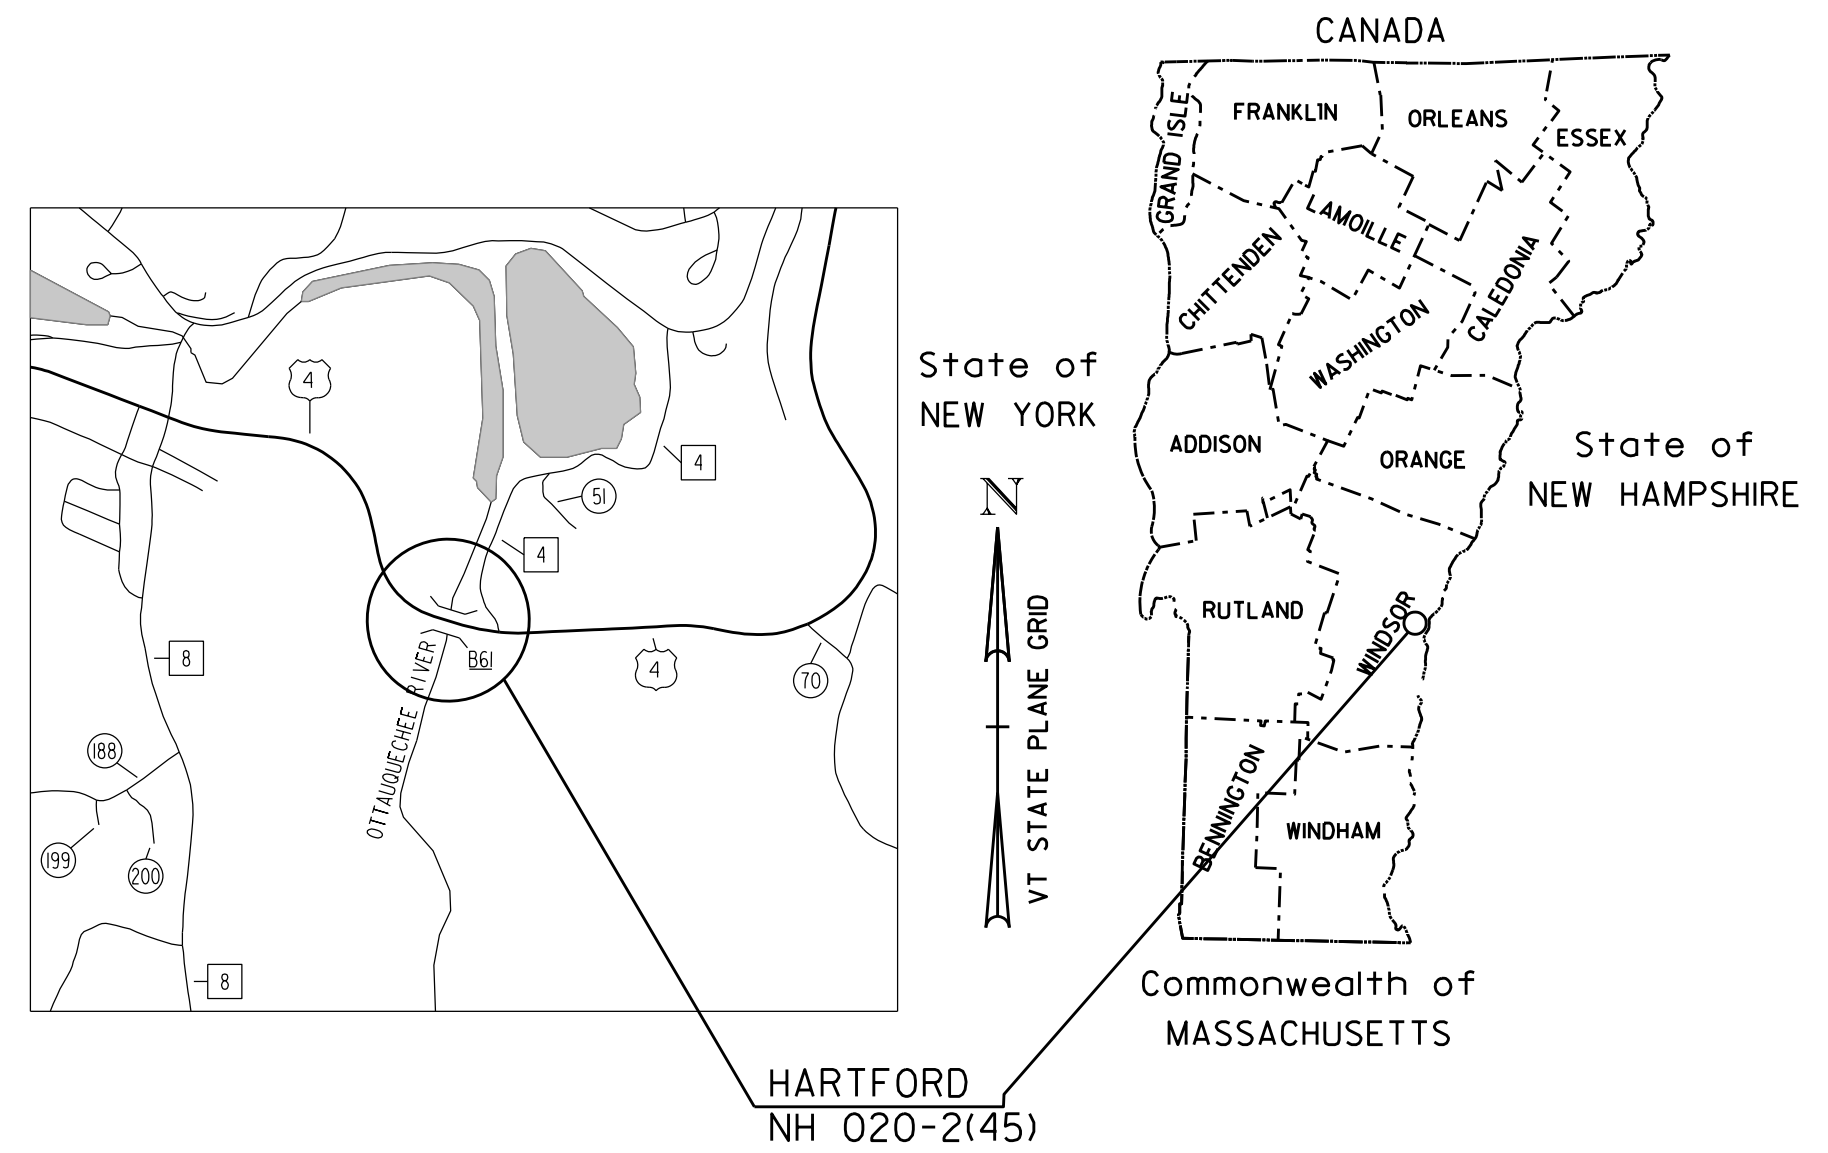 CANADA
GRAND ISLE
FRANKLIN
ORLEANS
ESSEX
LAMOILLE
CHITTENDEN
CALEDONIA
WASHINGTON
State of
NEW YORK
ADDISON
ORANGE
State of
NEW HAMPSHIRE
RUTLAND
WINDSOR
BENNINGTON
WINDHAM
Commonwealth of
MASSACHUSETTS
N
VT STATE PLANE GRID
4
4
51
4
8
B61
4
70
OTTAUQUECHEE RIVER
188
199
200
8
HARTFORD
NH 020-2(45)